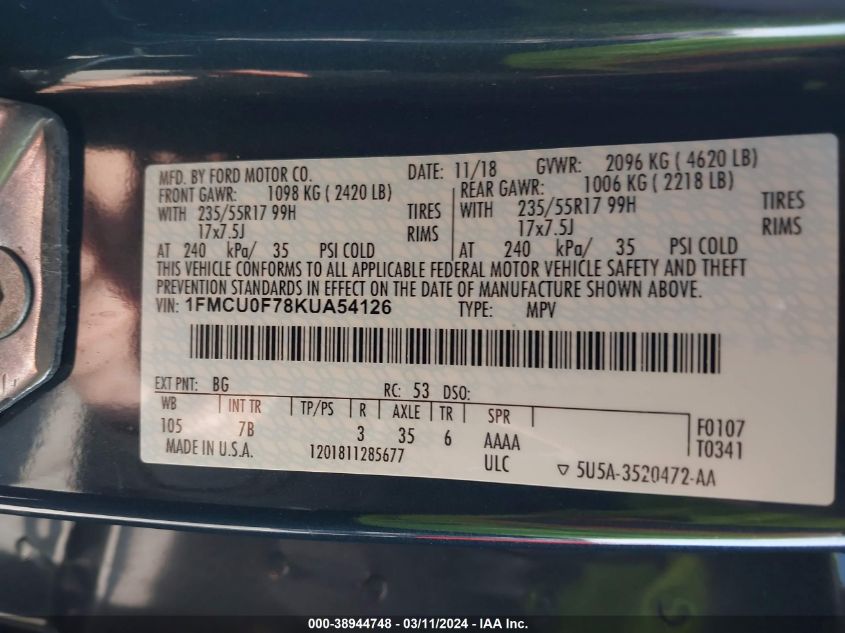 MFD. BY FORD MOTOR CO. DATE: 11/18 GVWR: 2096 KG ( 4620 LB)
FRONT GAWR: 1098 KG ( 2420 LB) REAR GAWR: 1006 KG ( 2218 LB)
WITH 235/55R17 99H TIRES WITH 235/55R17 99H TIRES
17x7.5J RIMS 17x7.5J RIMS
AT 240 kPa/ 35 PSI COLD AT 240 kPa/ 35 PSI COLD
THIS VEHICLE CONFORMS TO ALL APPLICABLE FEDERAL MOTOR VEHICLE SAFETY AND THEFT
PREVENTION STANDARDS IN EFFECT ON THE DATE OF MANUFACTURE SHOWN ABOVE.
VIN: 1FMCU0F78KUA54126 TYPE: MPV
EXT PNT: BG RC: 53 DSO:
WB INT TR TP/PS R AXLE TR SPR F0107
105 7B 3 35 6 AAAA T0341
MADE IN U.S.A. 1201811285677 ULC ▽ 5U5A-3520472-AA
000-38944748 - 03/11/2024 - IAA Inc.